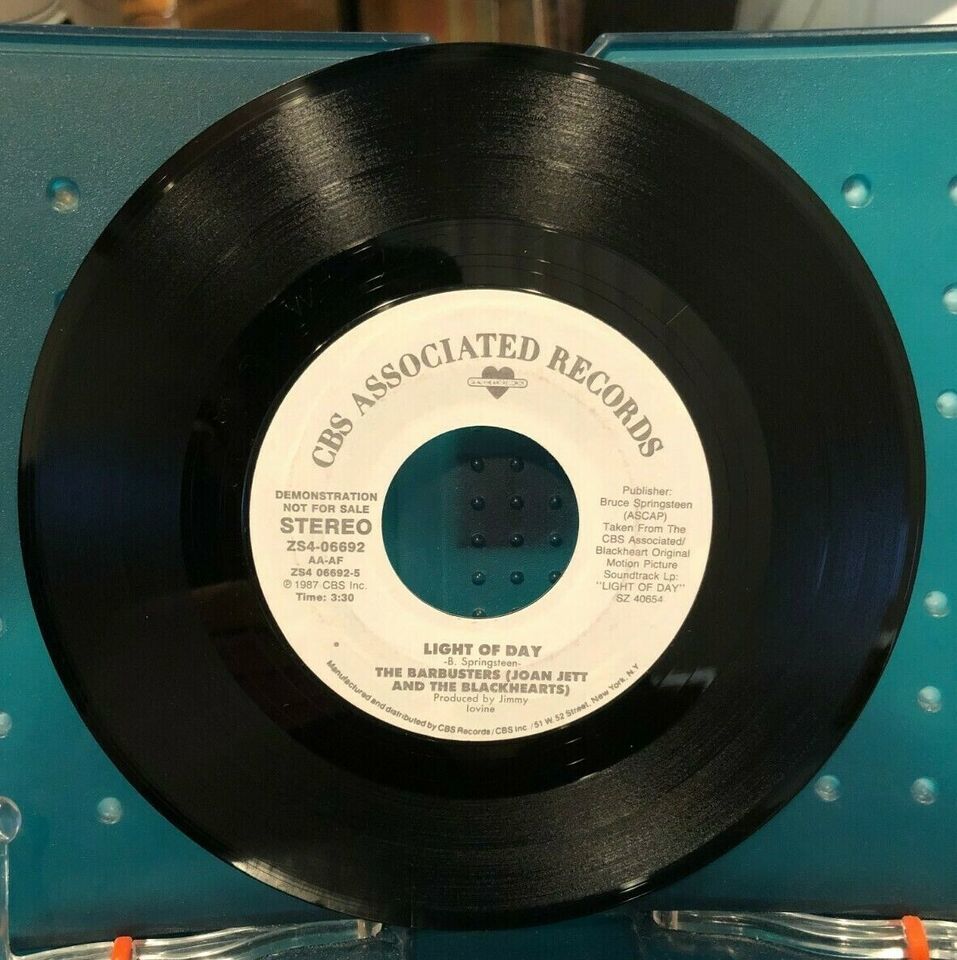 CBS ASSOCIATED RECORDS
DEMONSTRATION
NOT FOR SALE
STEREO
ZS4-06692
AA-AF
ZS4 06692-5
℗ 1987 CBS Inc.
Time: 3:30
Publisher:
Bruce Springsteen
(ASCAP)
Taken From The
CBS Associated/
Blackheart Original
Motion Picture
Soundtrack Lp:
"LIGHT OF DAY"
SZ 40654
LIGHT OF DAY
-B. Springsteen-
THE BARBUSTERS (JOAN JETT
AND THE BLACKHEARTS)
Produced by Jimmy
Iovine
Manufactured and distributed by CBS Records/CBS Inc /51 W. 52 Street, New York, N.Y